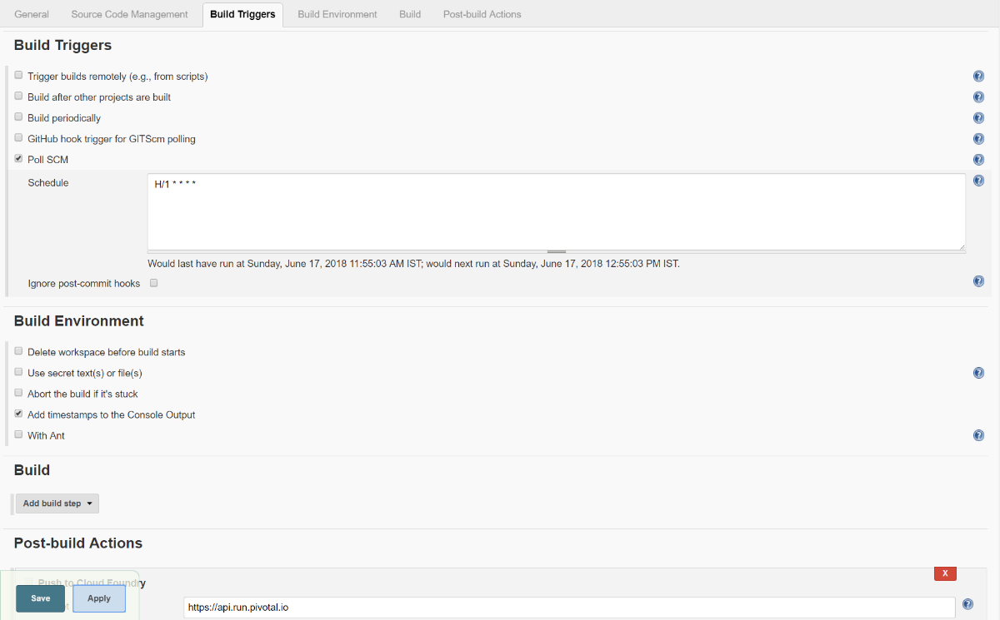 General Source Code Management Build Triggers Build Environment Build Post-build Actions
Build Triggers
Trigger builds remotely (e.g., from scripts)
Build after other projects are built
Build periodically
GitHub hook trigger for GITScm polling
Poll SCM
Schedule H/1 * * * *
Would last have run at Sunday, June 17, 2018 11:55:03 AM IST; would next run at Sunday, June 17, 2018 12:55:03 PM IST.
Ignore post-commit hooks
Build Environment
Delete workspace before build starts
Use secret text(s) or file(s)
Abort the build if it's stuck
Add timestamps to the Console Output
With Ant
Build
Add build step
Post-build Actions
Push to Cloud Foundry X
Save Apply https://api.run.pivotal.io